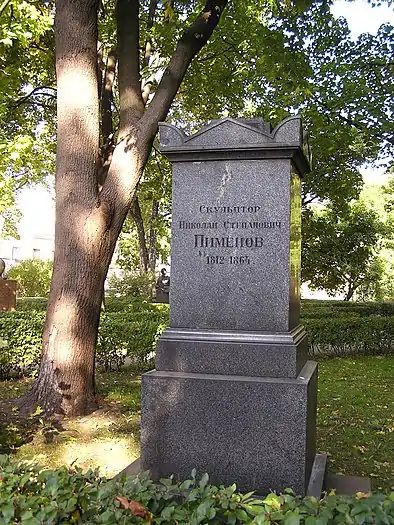 Скульптор
Николай Степанович
Пименов
1812-1864